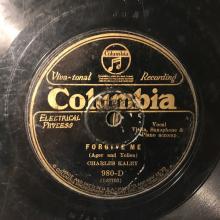 Viva-tonal Recording
Columbia
ELECTRICAL
PROCESS
Vocal
Viola, Saxophone &
Piano accomp.
FORGIVE ME
(Ager and Yellen)
CHARLES KALEY
980-D